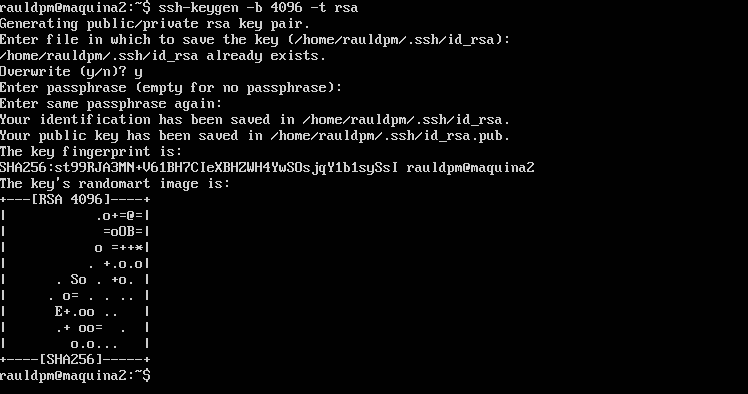 rauldpm@maquina2:~$ ssh-keygen -b 4096 -t rsa
Generating public/private rsa key pair.
Enter file in which to save the key (/home/rauldpm/.ssh/id_rsa):
/home/rauldpm/.ssh/id_rsa already exists.
Overwrite (y/n)? y
Enter passphrase (empty for no passphrase):
Enter same passphrase again:
Your identification has been saved in /home/rauldpm/.ssh/id_rsa.
Your public key has been saved in /home/rauldpm/.ssh/id_rsa.pub.
The key fingerprint is:
SHA256:st99RJA3MN+V61BH7CIeXBHZWH4YwSOsjqY1b1sySsI rauldpm@maquina2
The key's randomart image is:
+---[RSA 4096]----+
|           .o+=@=|
|            =oOB=|
|           o =++*|
|          . +.o.o|
|      . So . +o. |
|     . o= . . .. |
|      E+.oo ..   |
|      .+ oo=  .  |
|        o.o...   |
+----[SHA256]-----+
rauldpm@maquina2:~$